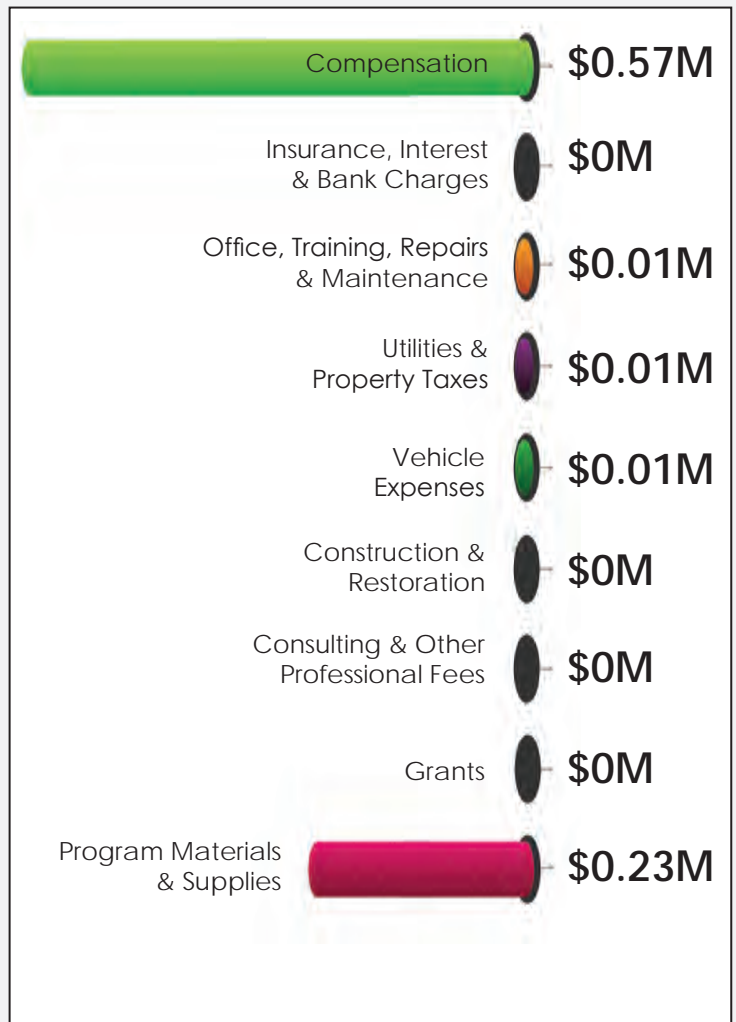 Compensation $0.57M
Insurance, Interest
& Bank Charges $0M
Office, Training, Repairs
& Maintenance $0.01M
Utilities &
Property Taxes $0.01M
Vehicle
Expenses $0.01M
Construction &
Restoration $0M
Consulting & Other
Professional Fees $0M
Grants $0M
Program Materials
& Supplies $0.23M